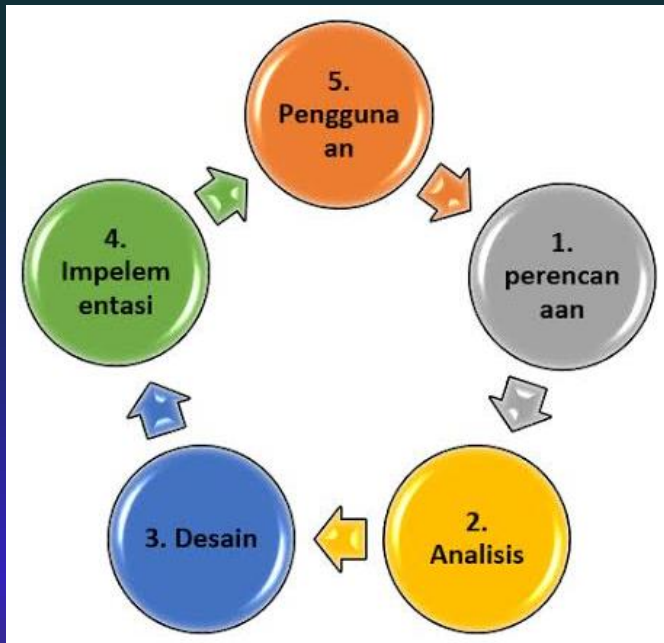 5.
Pengguna
an
1.
perencan
aan
2.
Analisis
3. Desain
4.
Impelem
entasi